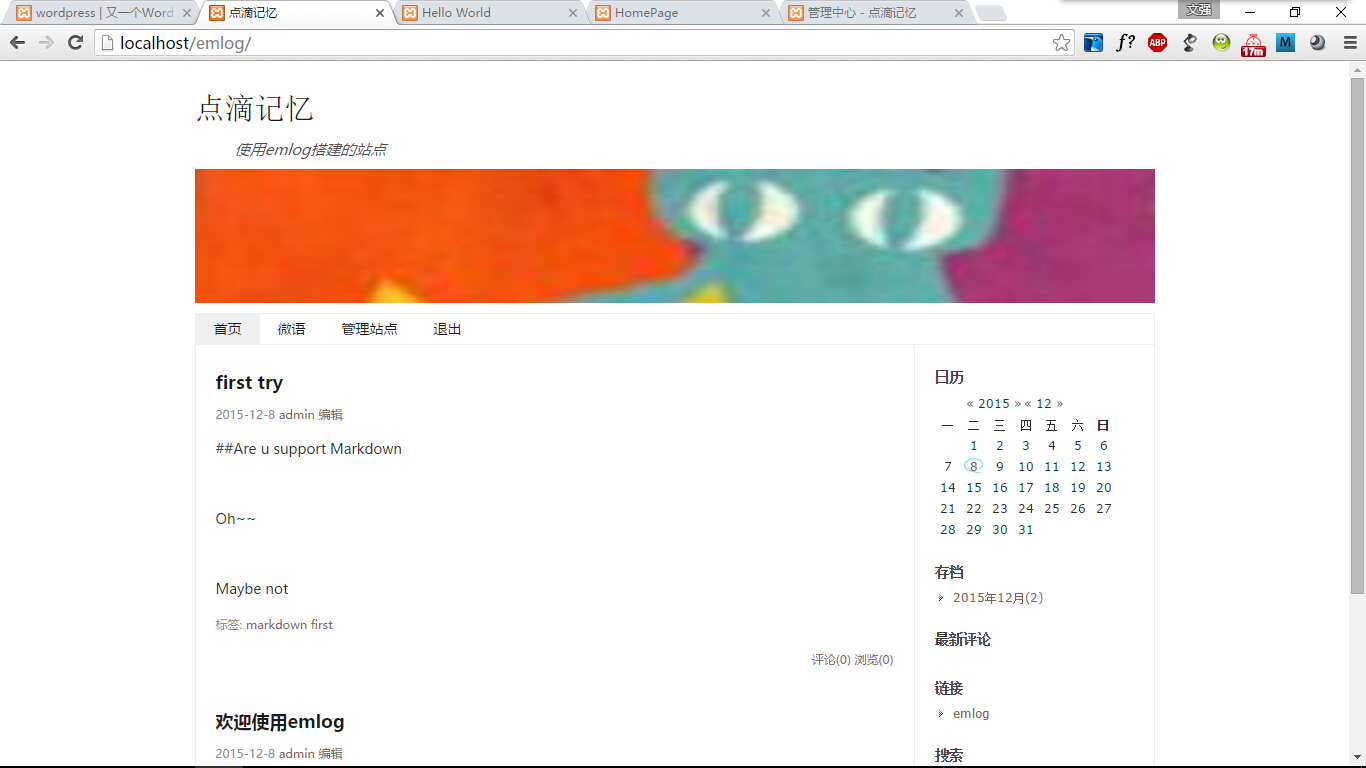 wordpress | 又一个Word
点滴记忆
Hello World
HomePage
管理中心 - 点滴记忆
文强
localhost/emlog/
f?
ABP
17m
M
点滴记忆
使用emlog搭建的站点
首页 微语 管理站点 退出
first try
2015-12-8 admin 编辑
##Are u support Markdown
Oh~~
Maybe not
标签: markdown first
评论(0) 浏览(0)
欢迎使用emlog
2015-12-8 admin 编辑
日历
« 2015 » « 12 »
一 二 三 四 五 六 日
1 2 3 4 5 6
7 8 9 10 11 12 13
14 15 16 17 18 19 20
21 22 23 24 25 26 27
28 29 30 31
存档
2015年12月(2)
最新评论
链接
emlog
搜索